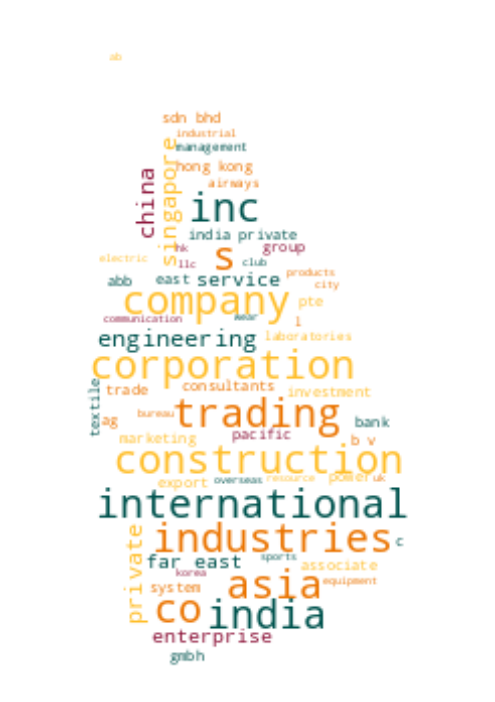 ab
sdn bhd
industrial
management
singapore
hong kong
china
airways
inc
india private
hk
s
group
electric
llc
club
abb
east
service
products
city
company
pte
communication
wear
l
engineering
laboratories
corporation
textile
trade
consultants
investment
ag
bureau
trading
bank
marketing
pacific
b v
construction
export
overseas
resource
power
uk
international
private
industries
c
far east
sports
associate
korea
system
asia
equipment
co
india
enterprise
gmbh